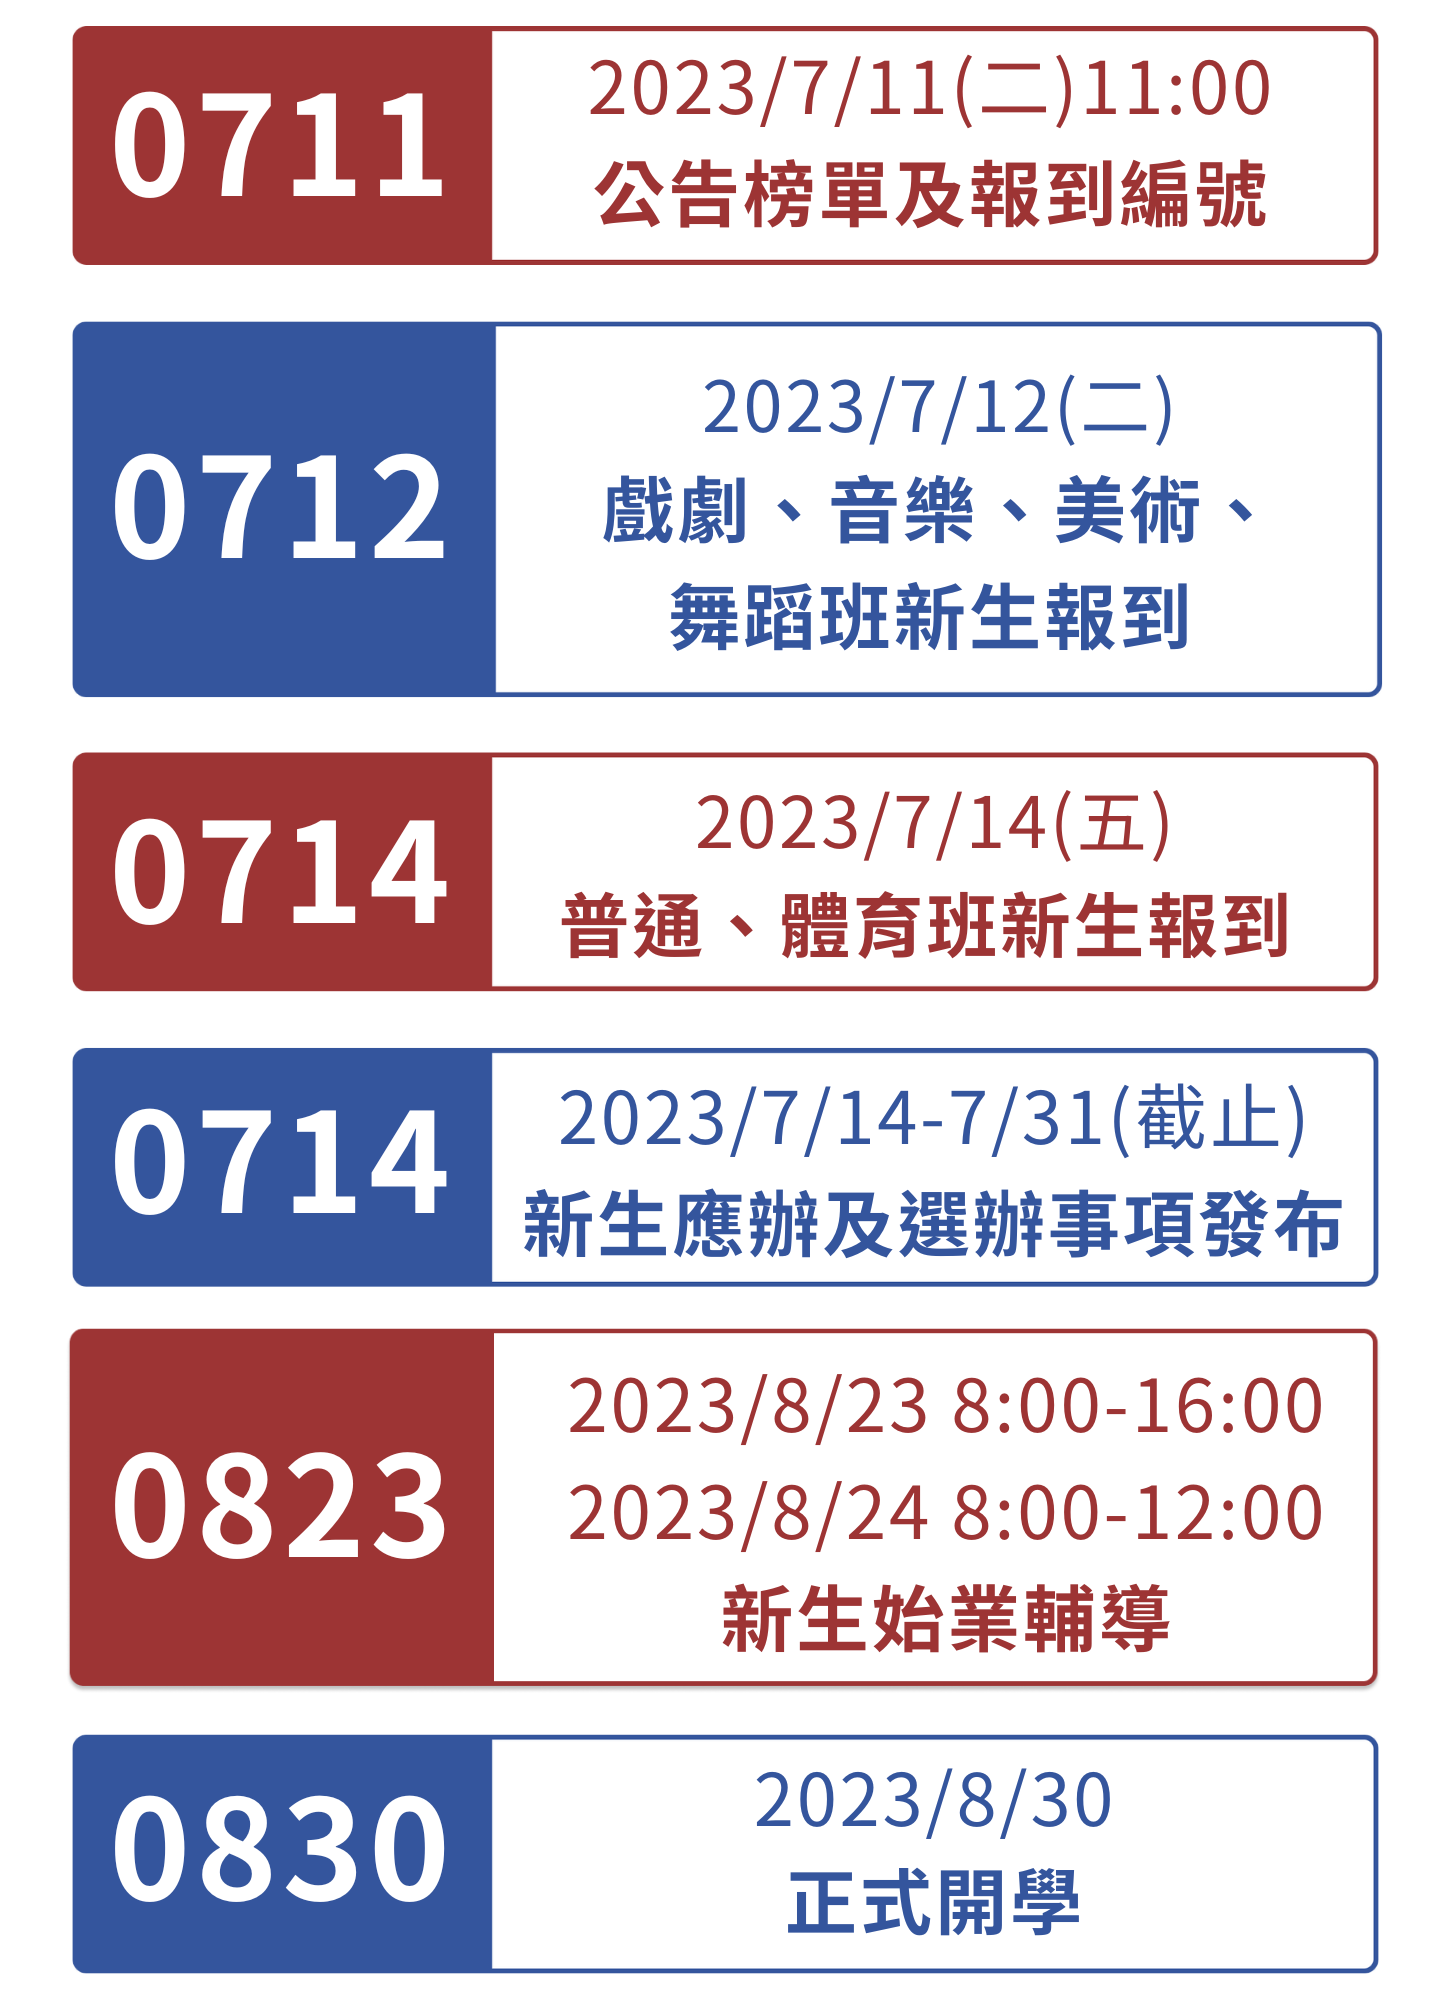 0711
2023/7/11(二)11:00
公告榜單及報到編號
0712
2023/7/12(二)
戲劇、音樂、美術、
舞蹈班新生報到
0714
2023/7/14(五)
普通、體育班新生報到
0714
2023/7/14-7/31(截止)
新生應辦及選辦事項發布
0823
2023/8/23 8:00-16:00
2023/8/24 8:00-12:00
新生始業輔導
0830
2023/8/30
正式開學